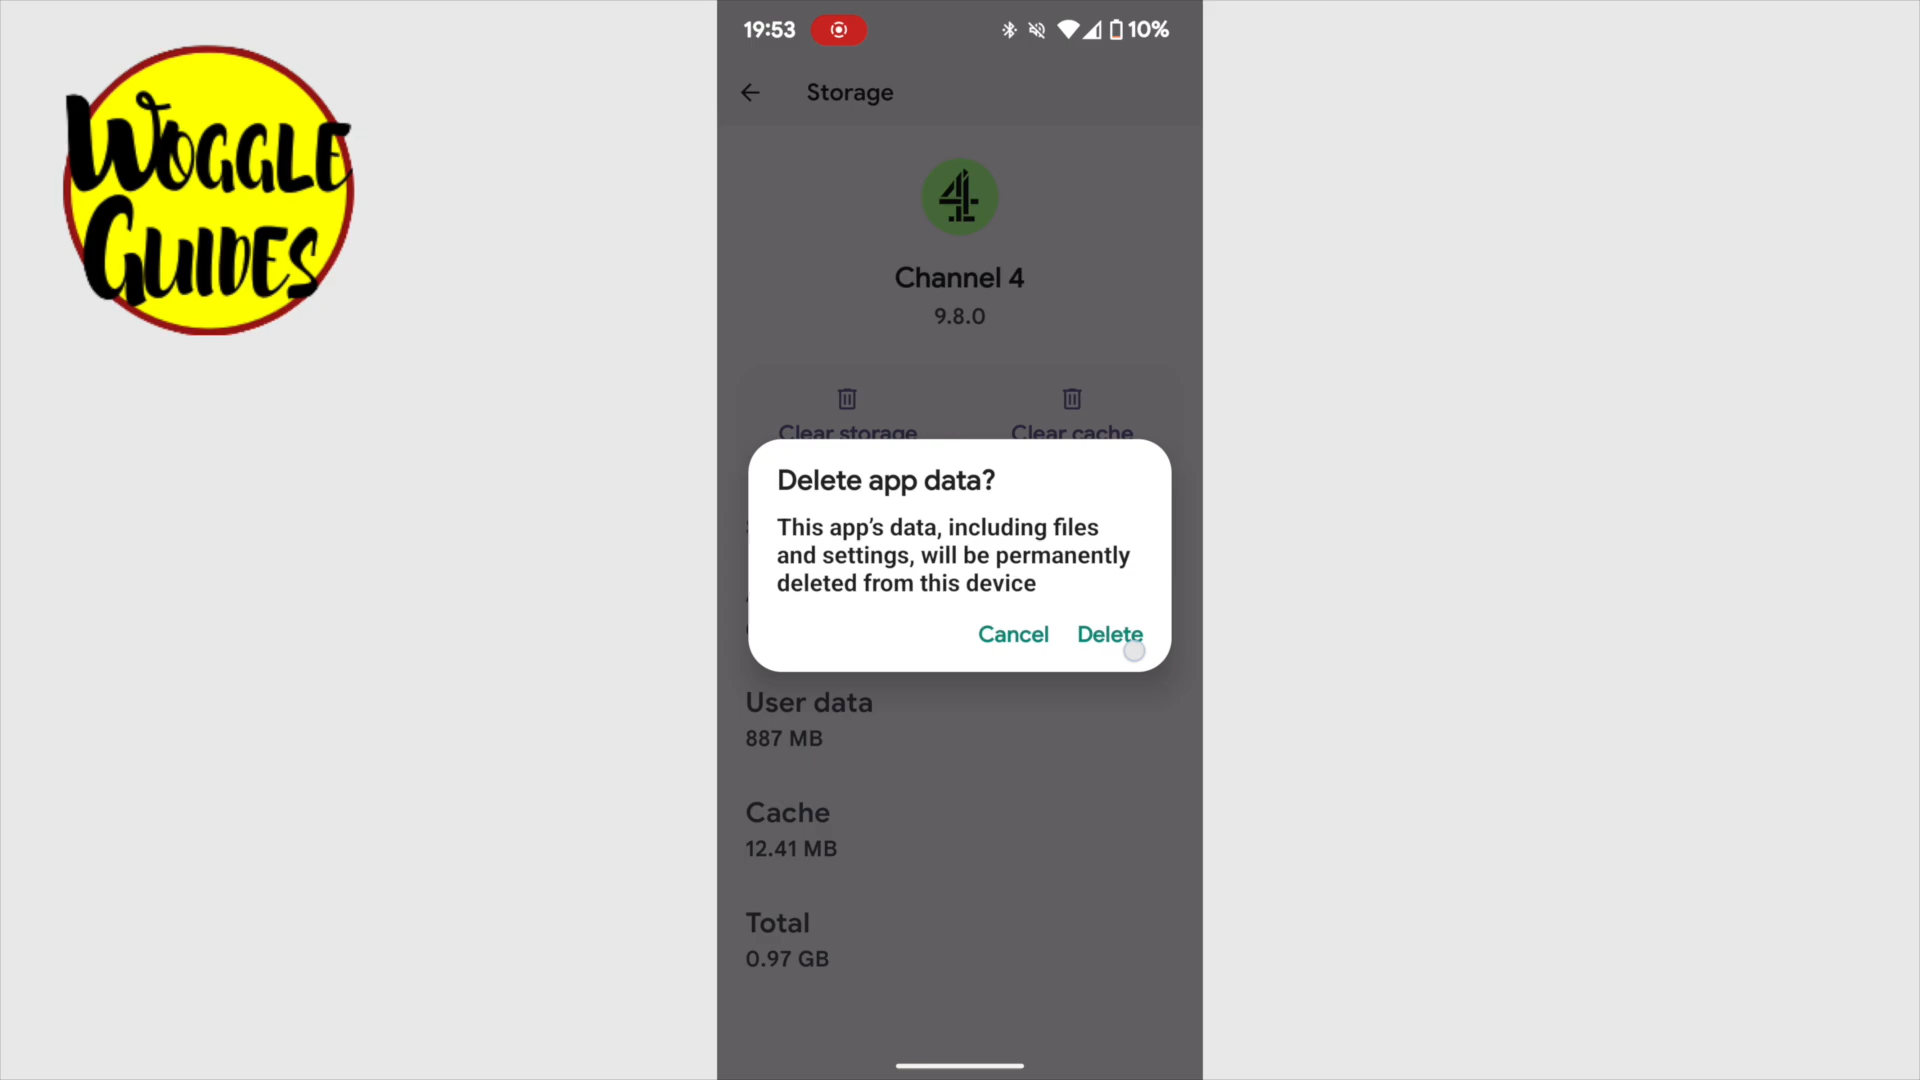 WOGGLE
GUIDES
19:53
10%
Storage
Channel 4
9.8.0
Clear storage
Clear cache
Delete app data?
This app’s data, including files
and settings, will be permanently
deleted from this device
Cancel
Delete
User data
887 MB
Cache
12.41 MB
Total
0.97 GB